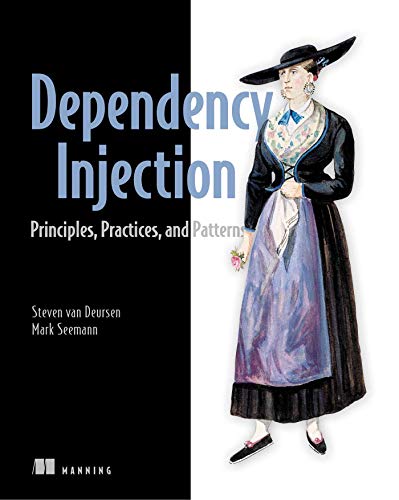 Dependency
Injection
Principles, Practices, and Patterns
Steven van Deursen
Mark Seemann
MANNING